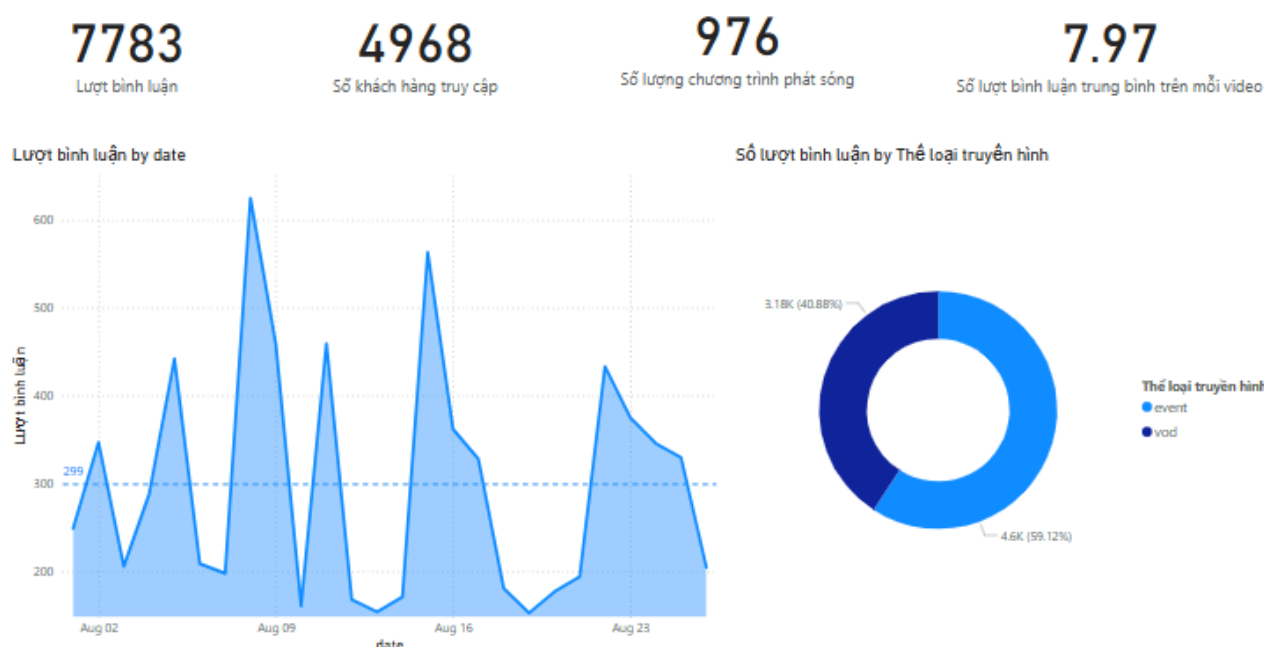 7783
Lượt bình luận
4968
Số khách hàng truy cập
976
Số lượng chương trình phát sóng
7.97
Số lượt bình luận trung bình trên mỗi video
Lượt bình luận by date
600
500
400
300
200
299
Lượt bình luận
Aug 02
Aug 09
Aug 16
Aug 23
date
Số lượt bình luận by Thể loại truyền hình
3.18K (40.88%)
4.6K (59.12%)
Thể loại truyền hình
event
vod